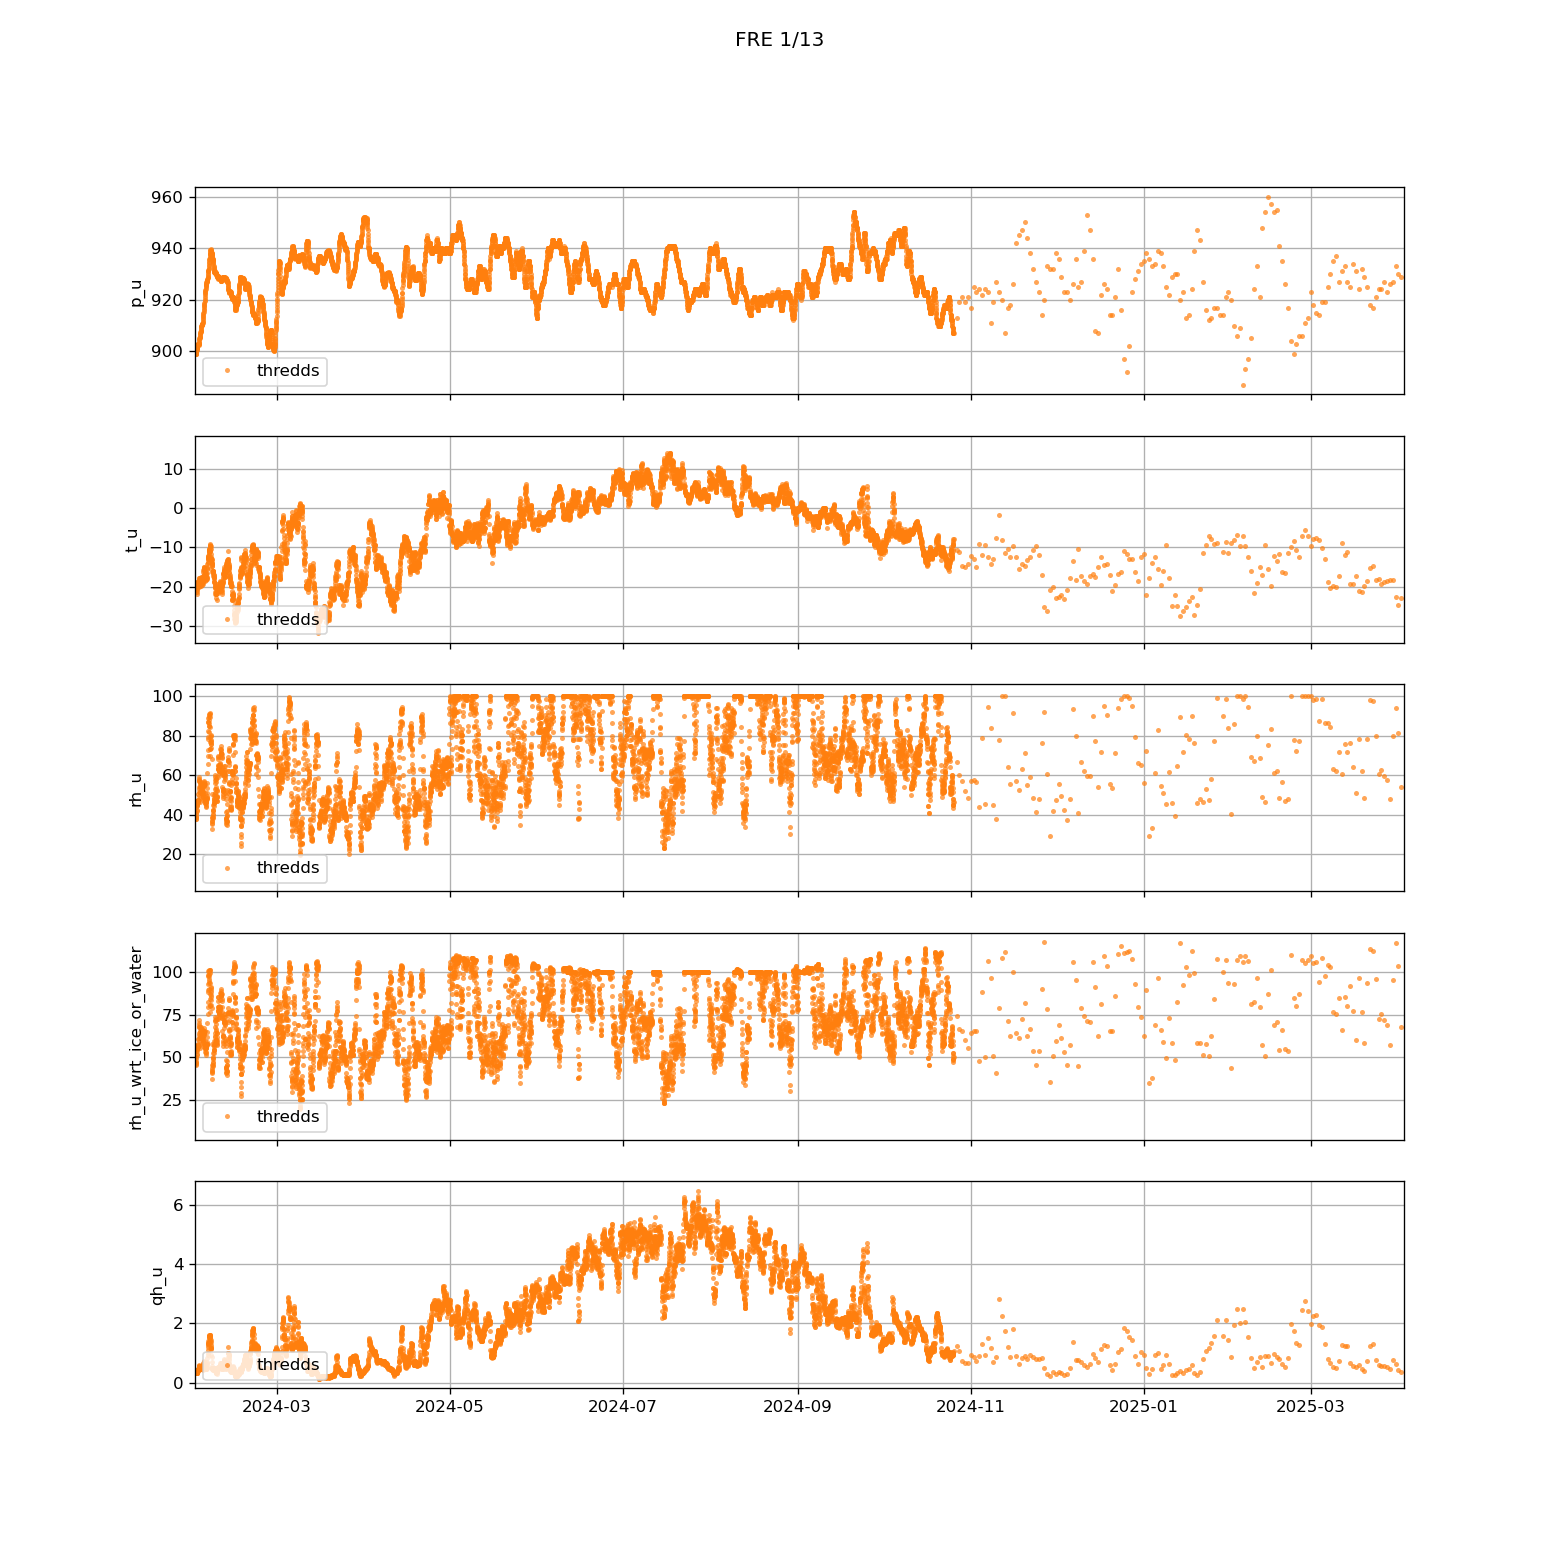 FRE 1/13
960
940
920
900
p_u
thredds
10
0
−10
−20
−30
t_u
thredds
100
80
60
40
20
rh_u
thredds
100
75
50
25
rh_u_wrt_ice_or_water
thredds
6
4
2
0
qh_u
thredds
2024-03 2024-05 2024-07 2024-09 2024-11 2025-01 2025-03